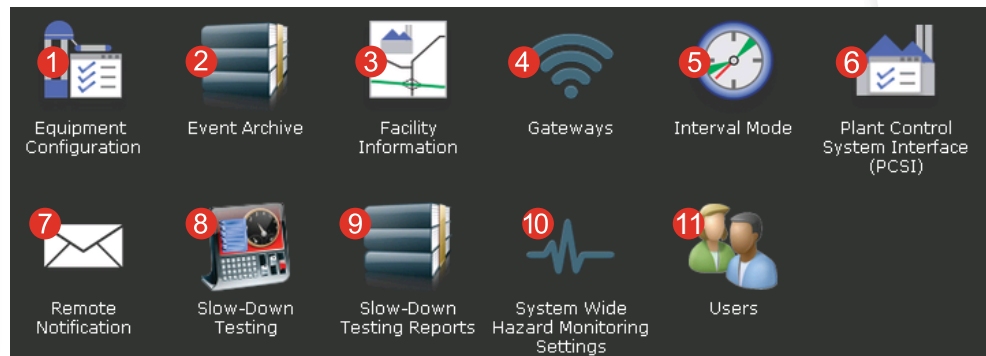 1
2
3
4
5
6
Equipment
Configuration
Event Archive
Facility
Information
Gateways
Interval Mode
Plant Control
System Interface
(PCSI)
7
8
9
10
11
Remote
Notification
Slow-Down
Testing
Slow-Down
Testing Reports
System Wide
Hazard Monitoring
Settings
Users